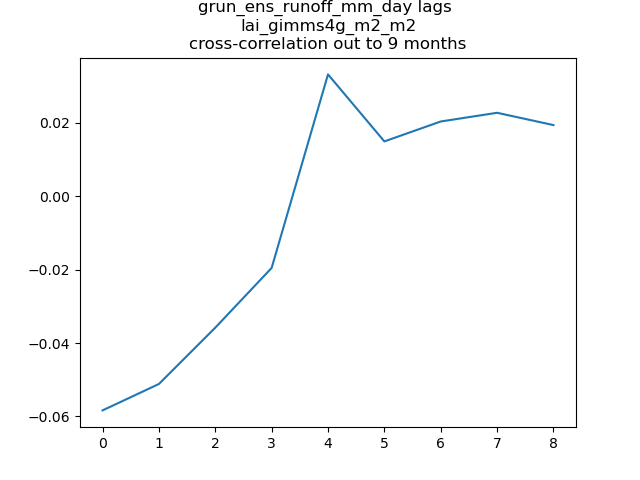 grun_ens_runoff_mm_day lags
lai_gimms4g_m2_m2
cross-correlation out to 9 months
0.02
0.00
−0.02
−0.04
−0.06
0 1 2 3 4 5 6 7 8